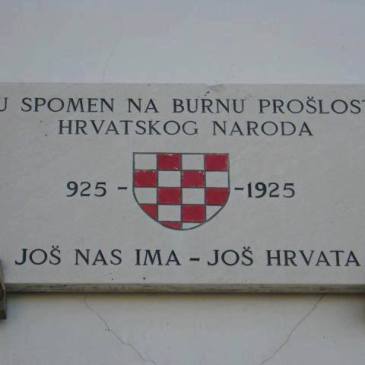 U SPOMEN NA BURNU PROŠLOST
HRVATSKOG NARODA
925 - - 1925
JOŠ NAS IMA - JOŠ HRVATA